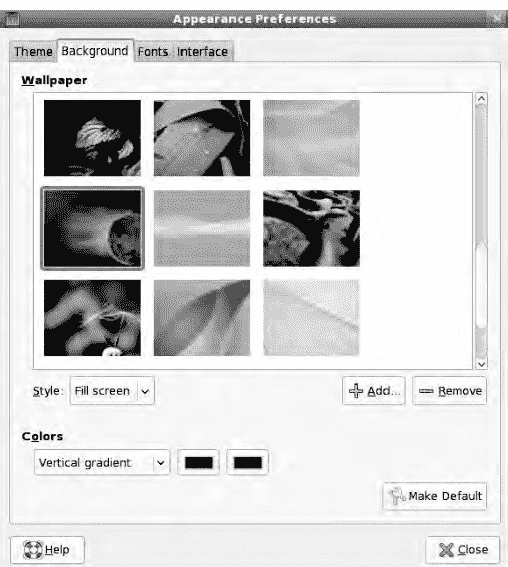 Appearance Preferences
Theme Background Fonts Interface
Wallpaper
Style: Fill screen Add... Remove
Colors
Vertical gradient
Make Default
Help Close